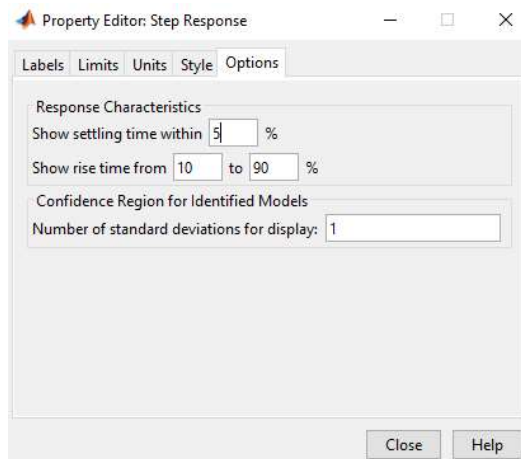 Property Editor: Step Response
Labels Limits Units Style Options
Response Characteristics
Show settling time within 5 %
Show rise time from 10 to 90 %
Confidence Region for Identified Models
Number of standard deviations for display: 1
Close Help